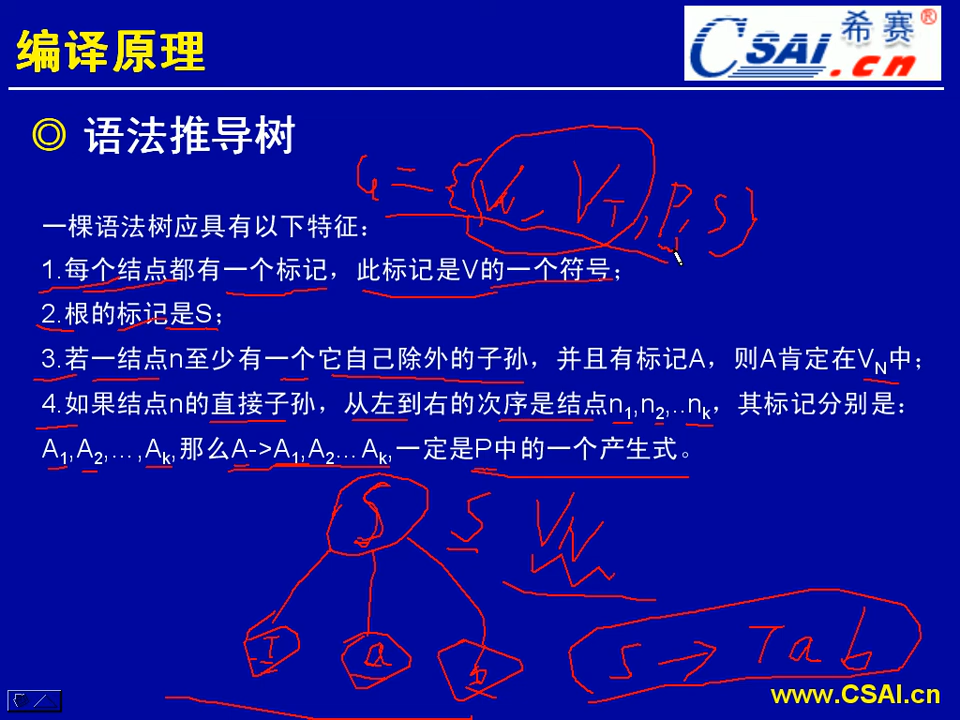 编译原理
CSAI.cn 希赛®
◎ 语法推导树
G={VN, VT, P, S}
一棵语法树应具有以下特征：
1.每个结点都有一个标记，此标记是V的一个符号；
2.根的标记是S；
3.若一结点n至少有一个它自己除外的子孙，并且有标记A，则A肯定在VN中；
4.如果结点n的直接子孙，从左到右的次序是结点n1,n2,..nk，其标记分别是：
A1,A2,...,Ak,那么A->A1,A2...Ak,一定是P中的一个产生式。
S S VN
T a b
S→Tab
www.CSAI.cn